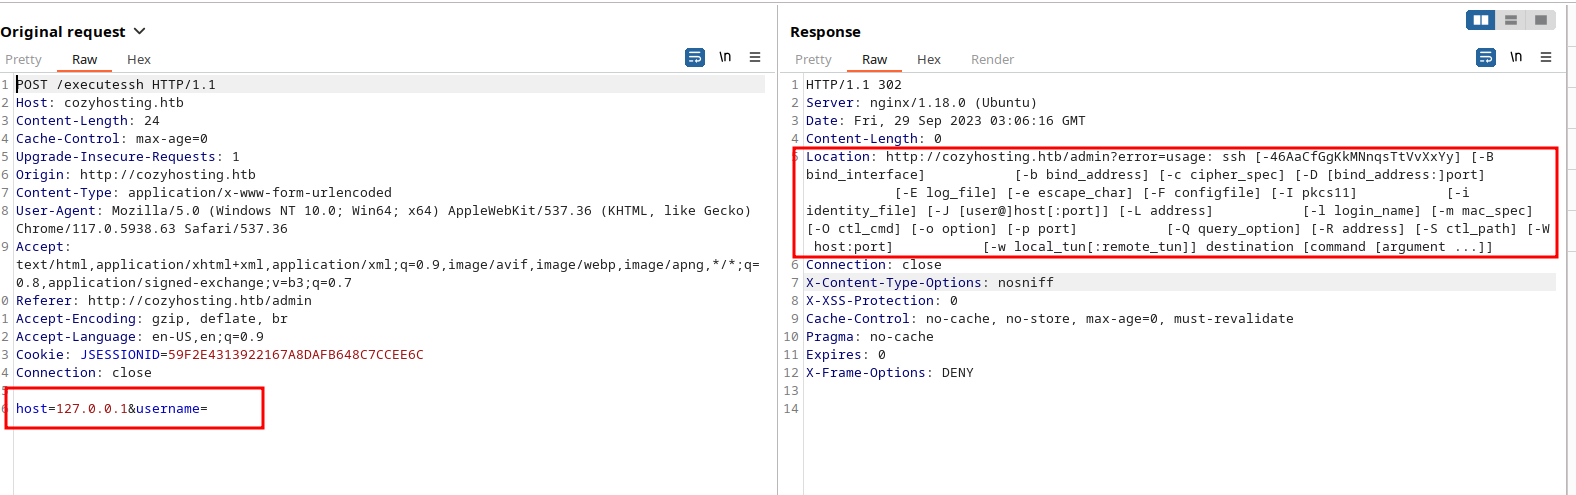 Original request
Pretty Raw Hex
\n
1 POST /executessh HTTP/1.1
2 Host: cozyhosting.htb
3 Content-Length: 24
4 Cache-Control: max-age=0
5 Upgrade-Insecure-Requests: 1
6 Origin: http://cozyhosting.htb
7 Content-Type: application/x-www-form-urlencoded
8 User-Agent: Mozilla/5.0 (Windows NT 10.0; Win64; x64) AppleWebKit/537.36 (KHTML, like Gecko)
Chrome/117.0.5938.63 Safari/537.36
9 Accept:
text/html,application/xhtml+xml,application/xml;q=0.9,image/avif,image/webp,image/apng,*/*;q=
0.8,application/signed-exchange;v=b3;q=0.7
0 Referer: http://cozyhosting.htb/admin
1 Accept-Encoding: gzip, deflate, br
2 Accept-Language: en-US,en;q=0.9
3 Cookie: JSESSIONID=59F2E4313922167A8DAFB648C7CCEE6C
4 Connection: close
5
6 host=127.0.0.1&username=
Response
Pretty Raw Hex Render
\n
1 HTTP/1.1 302
2 Server: nginx/1.18.0 (Ubuntu)
3 Date: Fri, 29 Sep 2023 03:06:16 GMT
4 Content-Length: 0
5 Location: http://cozyhosting.htb/admin?error=usage: ssh [-46AaCfGgKkMNnqsTtVvXxYy] [-B
bind_interface] [-b bind_address] [-c cipher_spec] [-D [bind_address:]port]
[-E log_file] [-e escape_char] [-F configfile] [-I pkcs11] [-i
identity_file] [-J [user@]host[:port]] [-L address] [-l login_name] [-m mac_spec]
[-O ctl_cmd] [-o option] [-p port] [-Q query_option] [-R address] [-S ctl_path] [-W
host:port] [-w local_tun[:remote_tun]] destination [command [argument ...]]
6 Connection: close
7 X-Content-Type-Options: nosniff
8 X-XSS-Protection: 0
9 Cache-Control: no-cache, no-store, max-age=0, must-revalidate
10 Pragma: no-cache
11 Expires: 0
12 X-Frame-Options: DENY
13
14